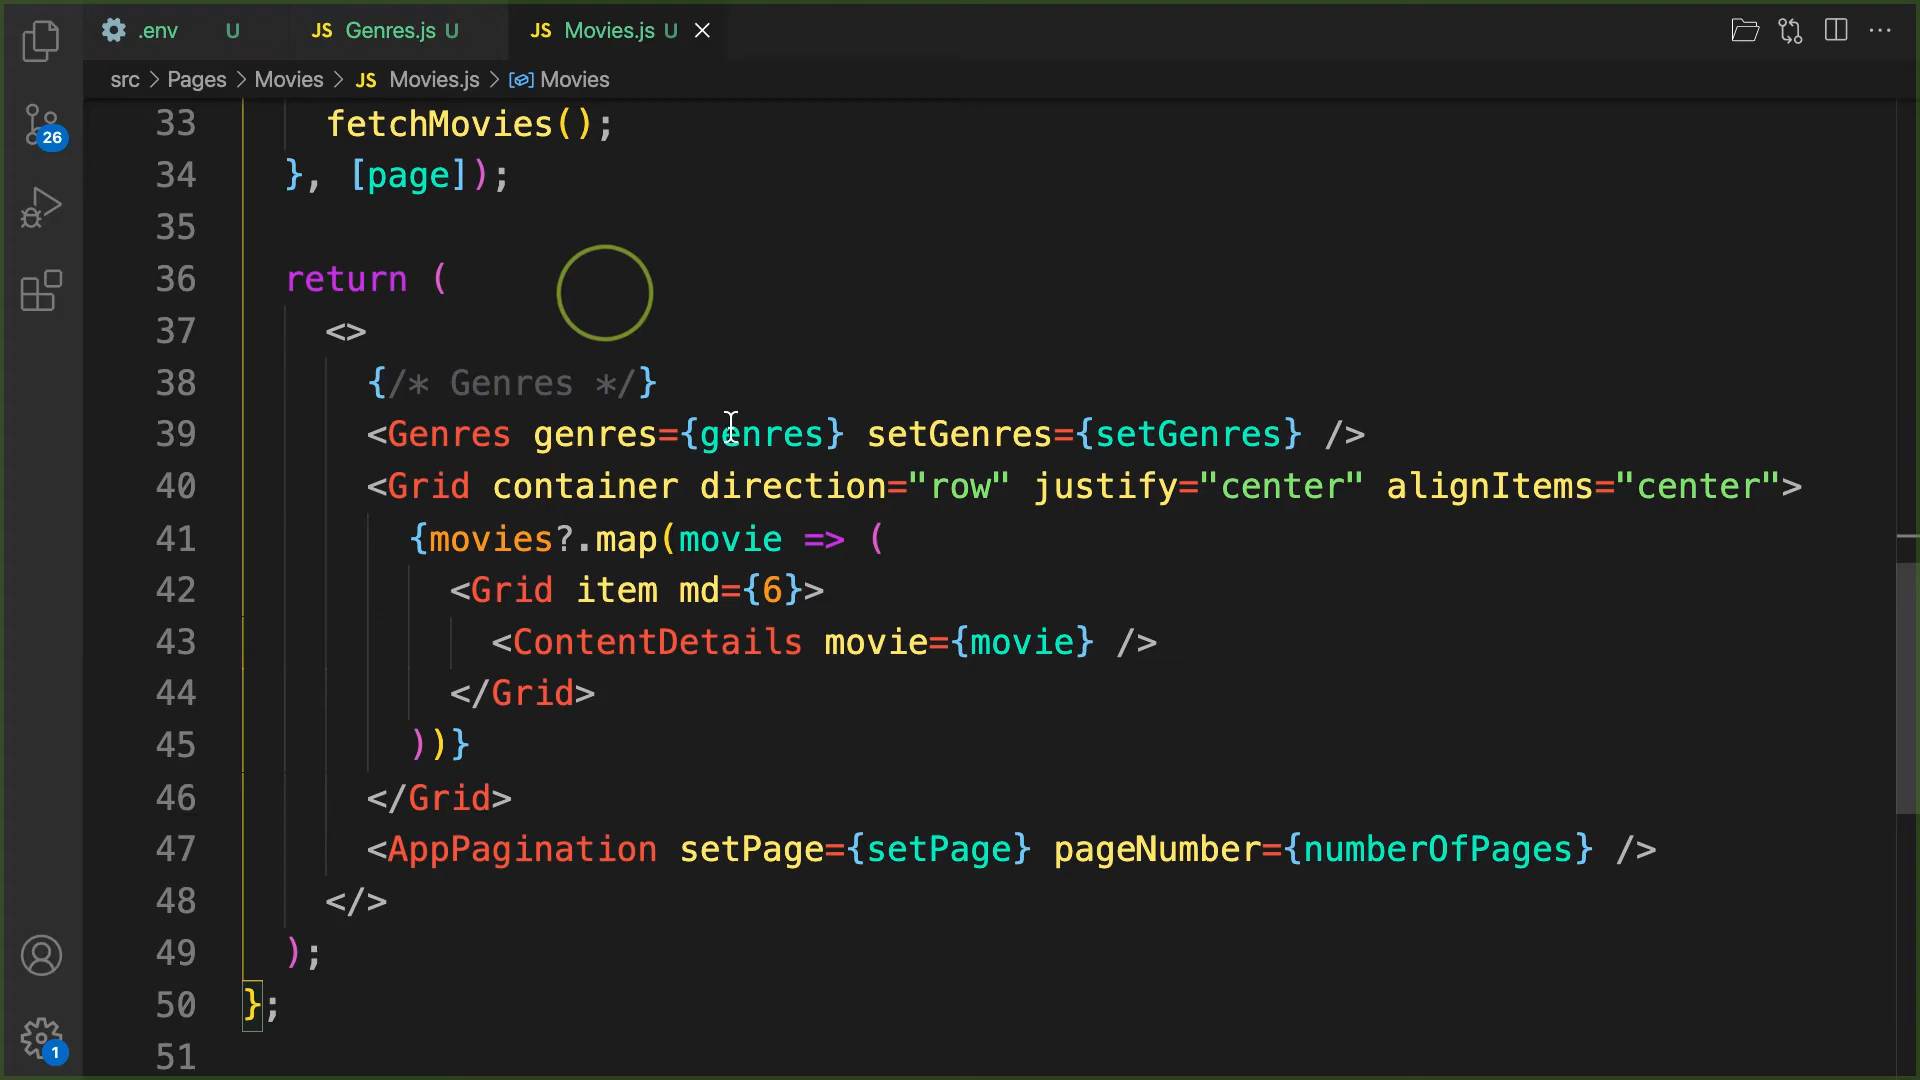 .env U JS Genres.js U JS Movies.js U
src > Pages > Movies > JS Movies.js > Movies
33 fetchMovies();
34 }, [page]);
35
36 return (
37 <>
38 {/* Genres */}
39 <Genres genres={genres} setGenres={setGenres} />
40 <Grid container direction="row" justify="center" alignItems="center">
41 {movies?.map(movie => (
42 <Grid item md={6}>
43 <ContentDetails movie={movie} />
44 </Grid>
45 ))}
46 </Grid>
47 <AppPagination setPage={setPage} pageNumber={numberOfPages} />
48 </>
49 );
50 };
51
26
1